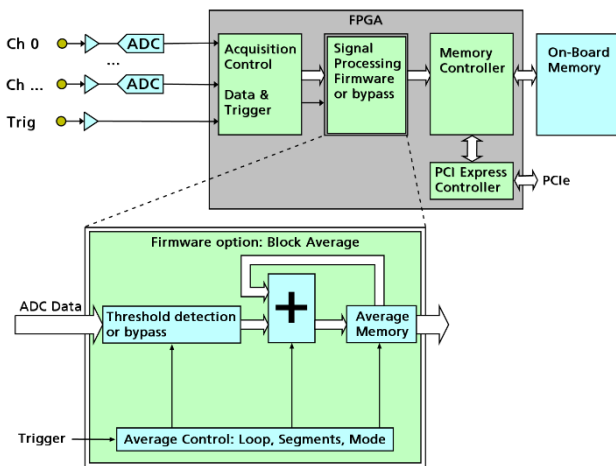 FPGA
Ch 0
ADC
...
Ch ...
ADC
Trig
Acquisition
Control
Data &
Trigger
Signal
Processing
Firmware
or bypass
Memory
Controller
On-Board
Memory
PCI Express
Controller
PCIe
Firmware option: Block Average
ADC Data
Threshold detection
or bypass
+
Average
Memory
Trigger
Average Control: Loop, Segments, Mode